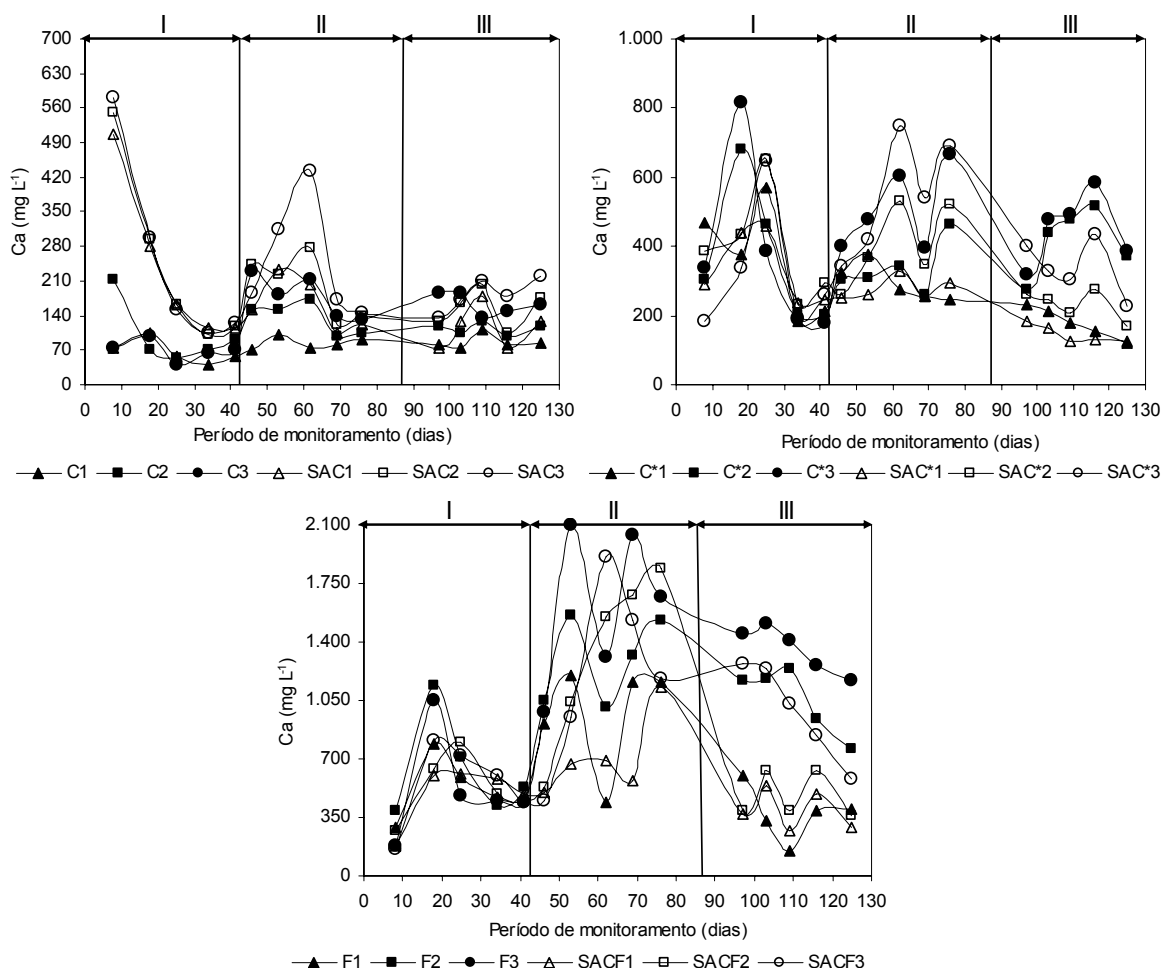 I II III
700
630
560
490
420
350
280
210
140
70
0
Ca (mg L-1)
0 10 20 30 40 50 60 70 80 90 100 110 120 130
Período de monitoramento (dias)
C1 C2 C3 SAC1 SAC2 SAC3
I II III
1.000
800
600
400
200
0
Ca (mg L-1)
0 10 20 30 40 50 60 70 80 90 100 110 120 130
Período de monitoramento (dias)
C*1 C*2 C*3 SAC*1 SAC*2 SAC*3
I II III
2.100
1.750
1.400
1.050
700
350
0
Ca (mg L-1)
0 10 20 30 40 50 60 70 80 90 100 110 120 130
Período de monitoramento (dias)
F1 F2 F3 SACF1 SACF2 SACF3